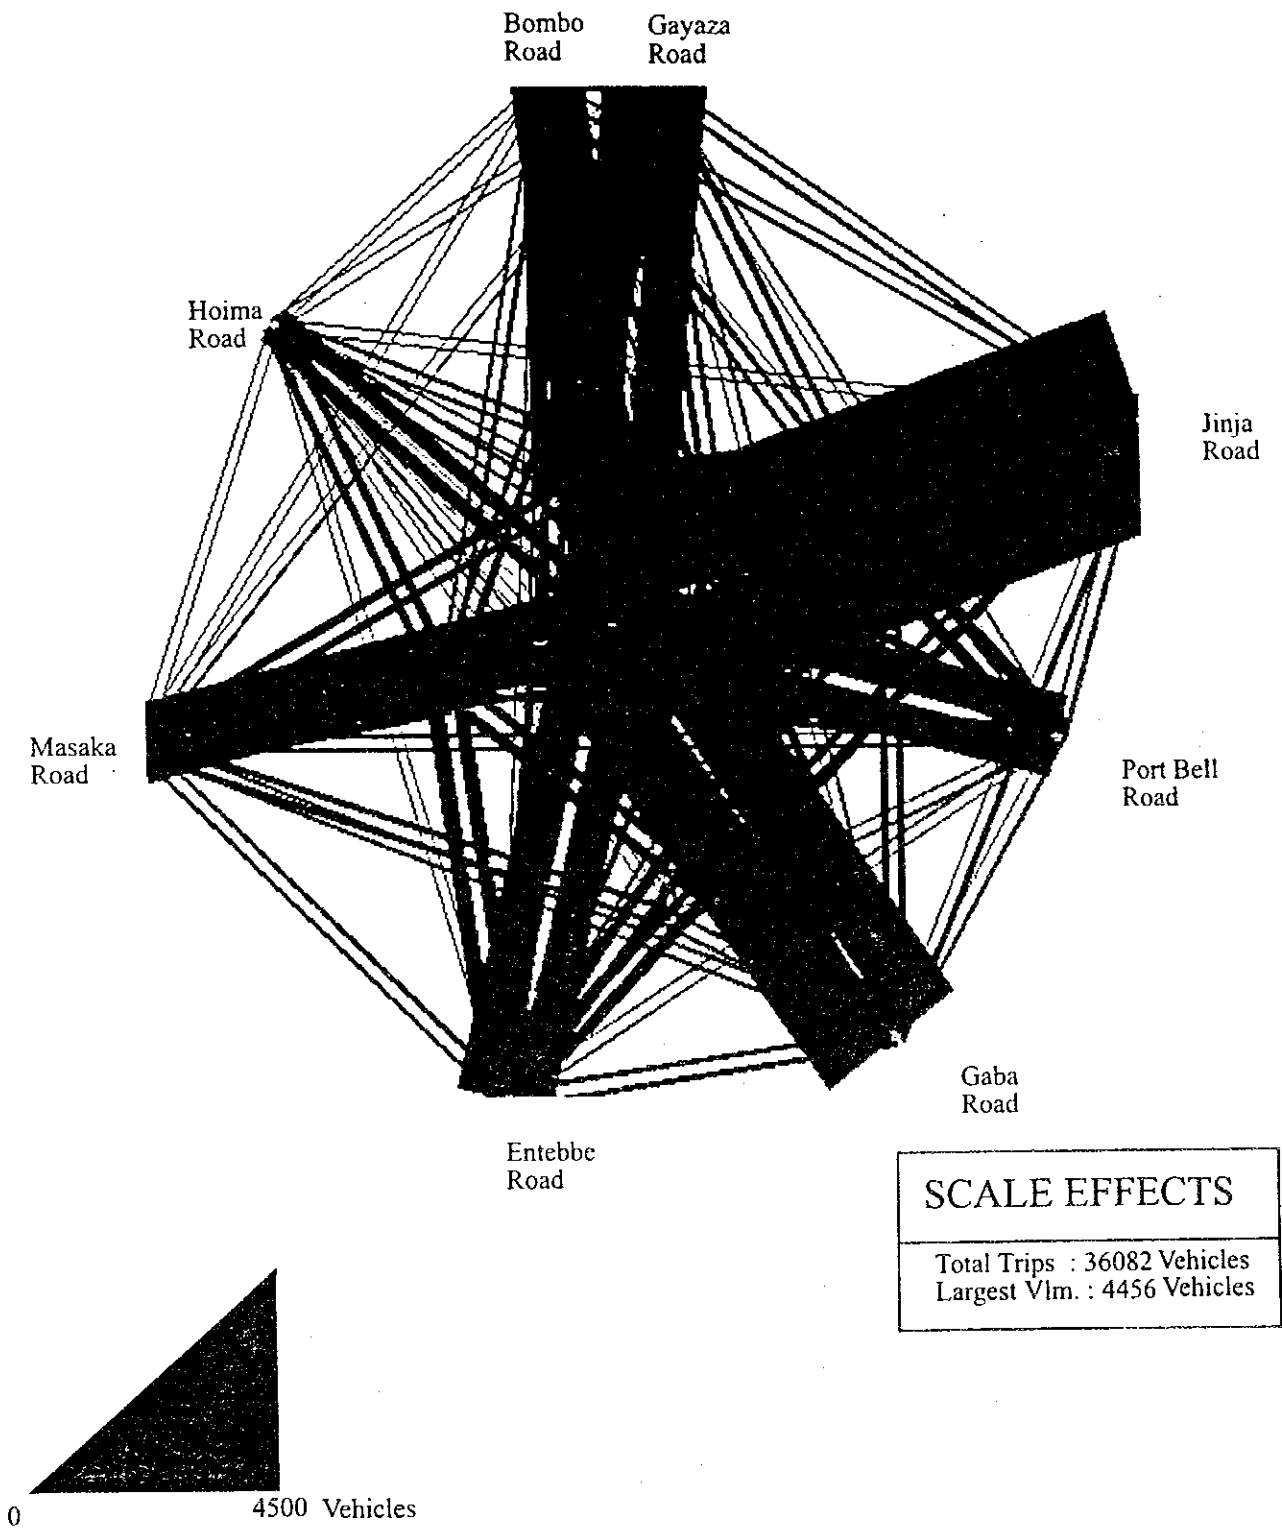 Bombo
Road
Gayaza
Road
Hoima
Road
Jinja
Road
Masaka
Road
Port Bell
Road
Gaba
Road
Entebbe
Road
SCALE EFFECTS
Total Trips : 36082 Vehicles
Largest Vlm. : 4456 Vehicles
0
4500 Vehicles